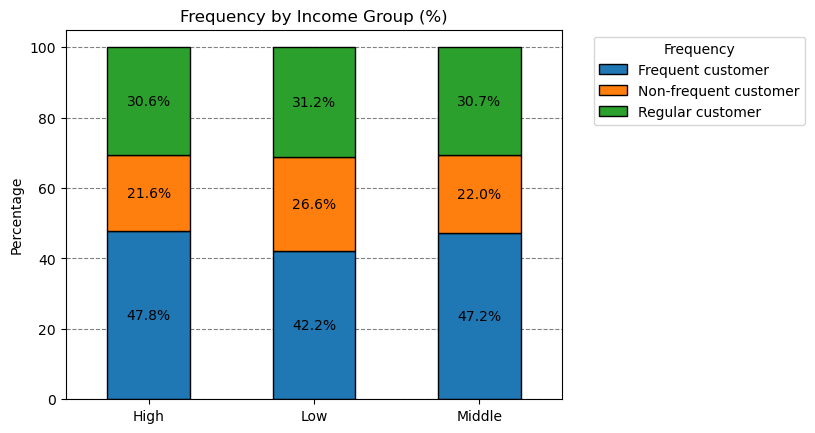 Frequency by Income Group (%)
Percentage
100
80
60
40
20
0
30.6%
31.2%
30.7%
21.6%
26.6%
22.0%
47.8%
42.2%
47.2%
High
Low
Middle
Frequency
Frequent customer
Non-frequent customer
Regular customer